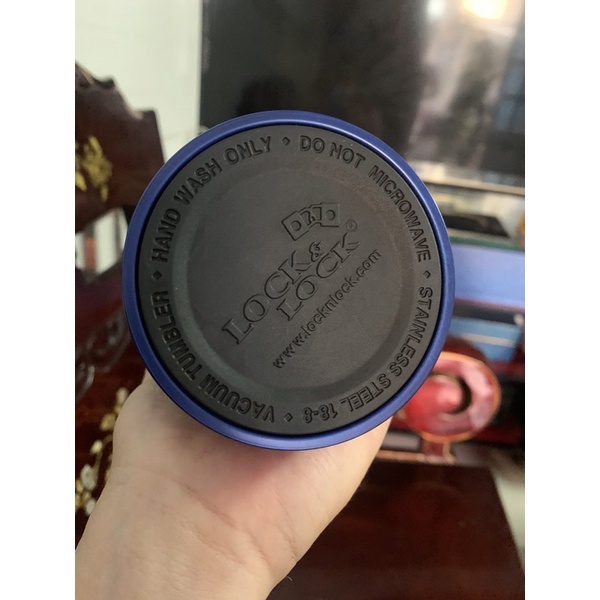 HAND WASH ONLY • DO NOT MICROWAVE • STAINLESS STEEL 18-8 • VACUUM TUMBLER •
LOCK&
LOCK®
www.locknlock.com